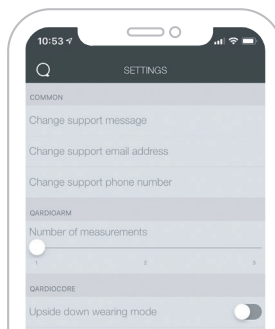 10:53
SETTINGS
COMMON
Change support message
Change support email address
Change support phone number
QARDIOARM
Number of measurements
1 2 3
QARDIOCORE
Upside down wearing mode